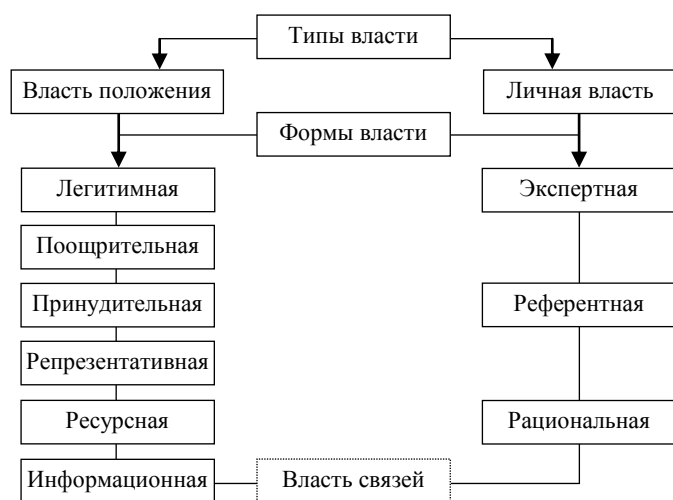 Типы власти
Власть положения
Личная власть
Формы власти
Легитимная
Экспертная
Поощрительная
Принудительная
Референтная
Репрезентативная
Ресурсная
Рациональная
Информационная
Власть связей